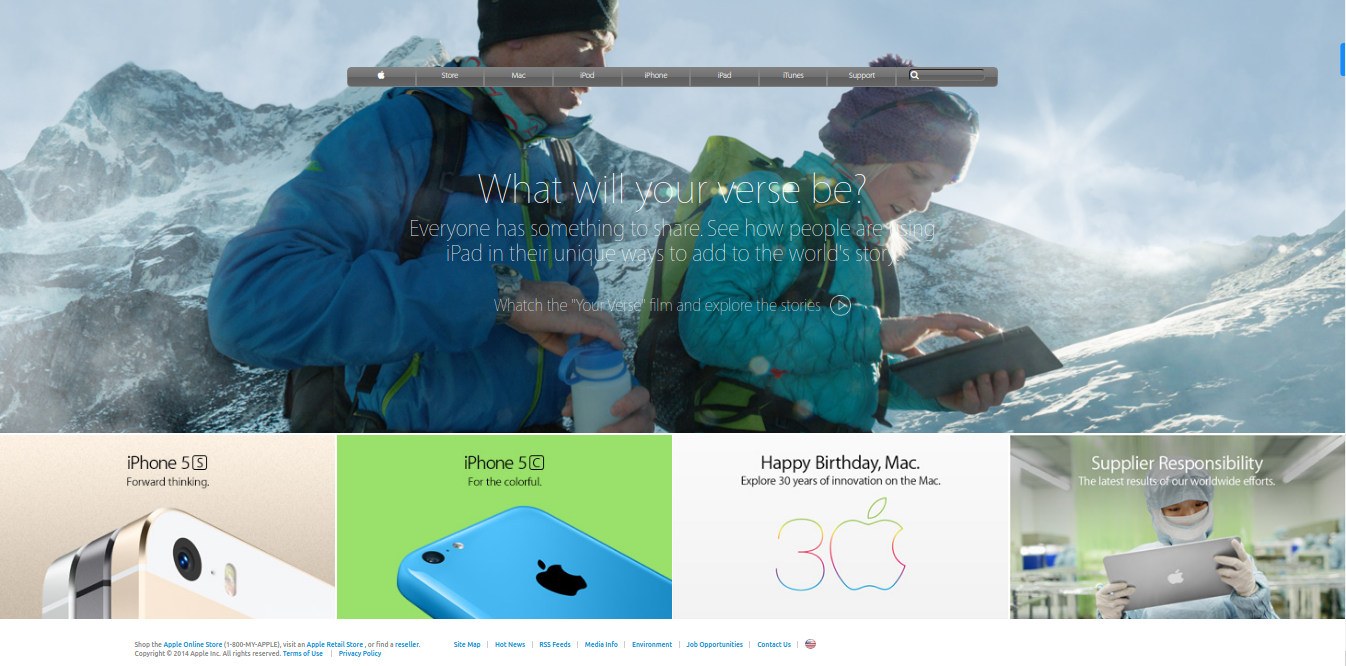 Store Mac iPod iPhone iPad iTunes Support
What will your verse be?
Everyone has something to share. See how people are using
iPad in their unique ways to add to the world's story.
Whatch the "Your Verse" film and explore the stories
iPhone 5S
Forward thinking.
iPhone 5C
For the colorful.
Happy Birthday, Mac.
Explore 30 years of innovation on the Mac.
30
Supplier Responsibility
The latest results of our worldwide efforts.
Shop the Apple Online Store (1-800-MY-APPLE), visit an Apple Retail Store , or find a reseller.
Site Map | Hot News | RSS Feeds | Media Info | Environment | Job Opportunities | Contact Us |
Copyright © 2014 Apple Inc. All rights reserved. Terms of Use | Privacy Policy